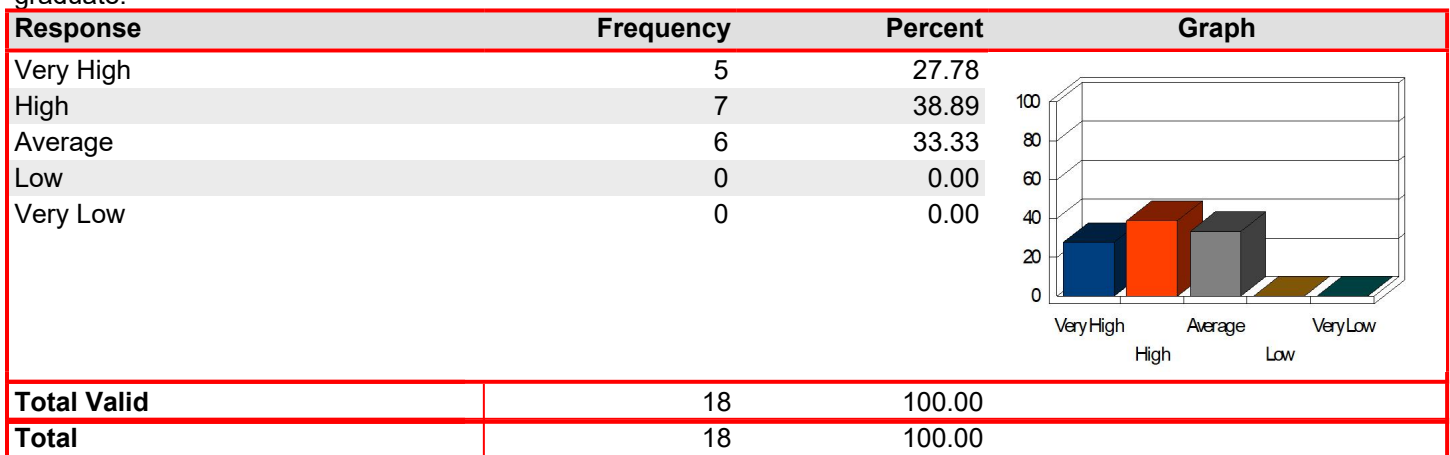 graduate.
Response Frequency Percent Graph
Very High 5 27.78
High 7 38.89
Average 6 33.33
Low 0 0.00
Very Low 0 0.00
100
80
60
40
20
0
Very High Average Very Low
High Low
Total Valid 18 100.00
Total 18 100.00